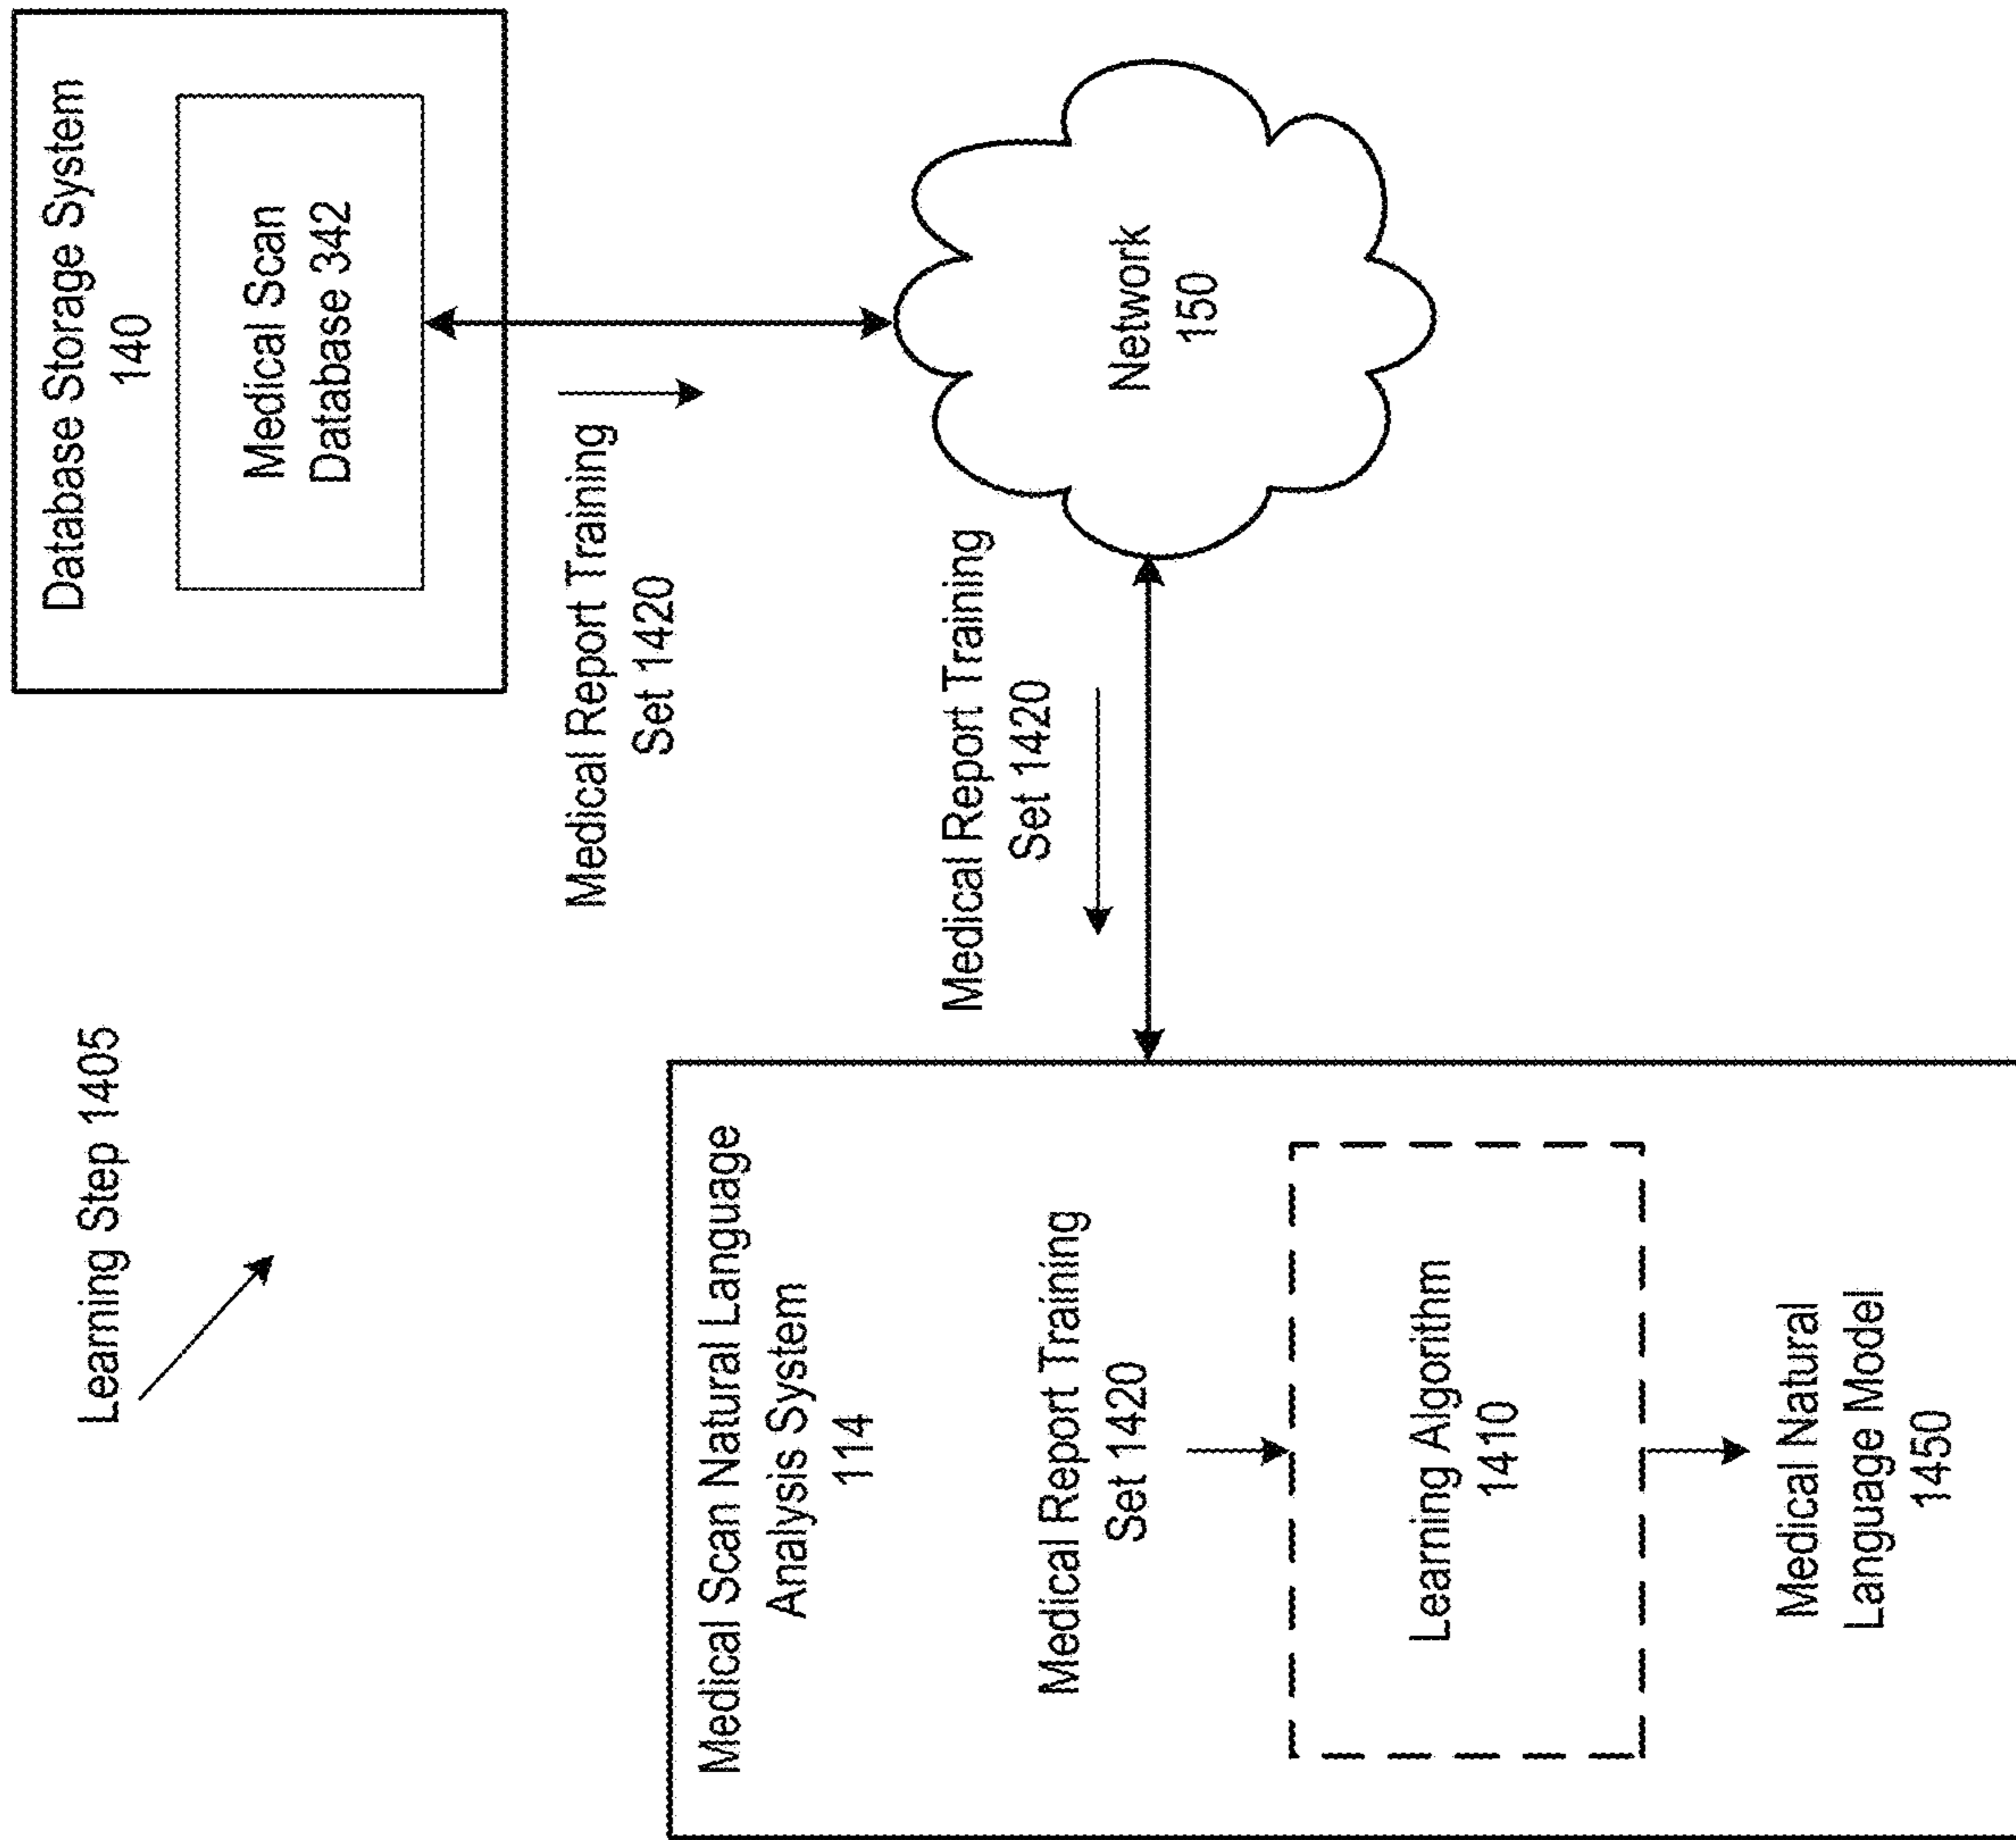 Learning Step 1405
Database Storage System
140
Medical Scan
Database 342
Medical Report Training
Set 1420
Network
150
Medical Report Training
Set 1420
Medical Scan Natural Language
Analysis System
114
Medical Report Training
Set 1420
Learning Algorithm
1410
Medical Natural
Language Model
1450